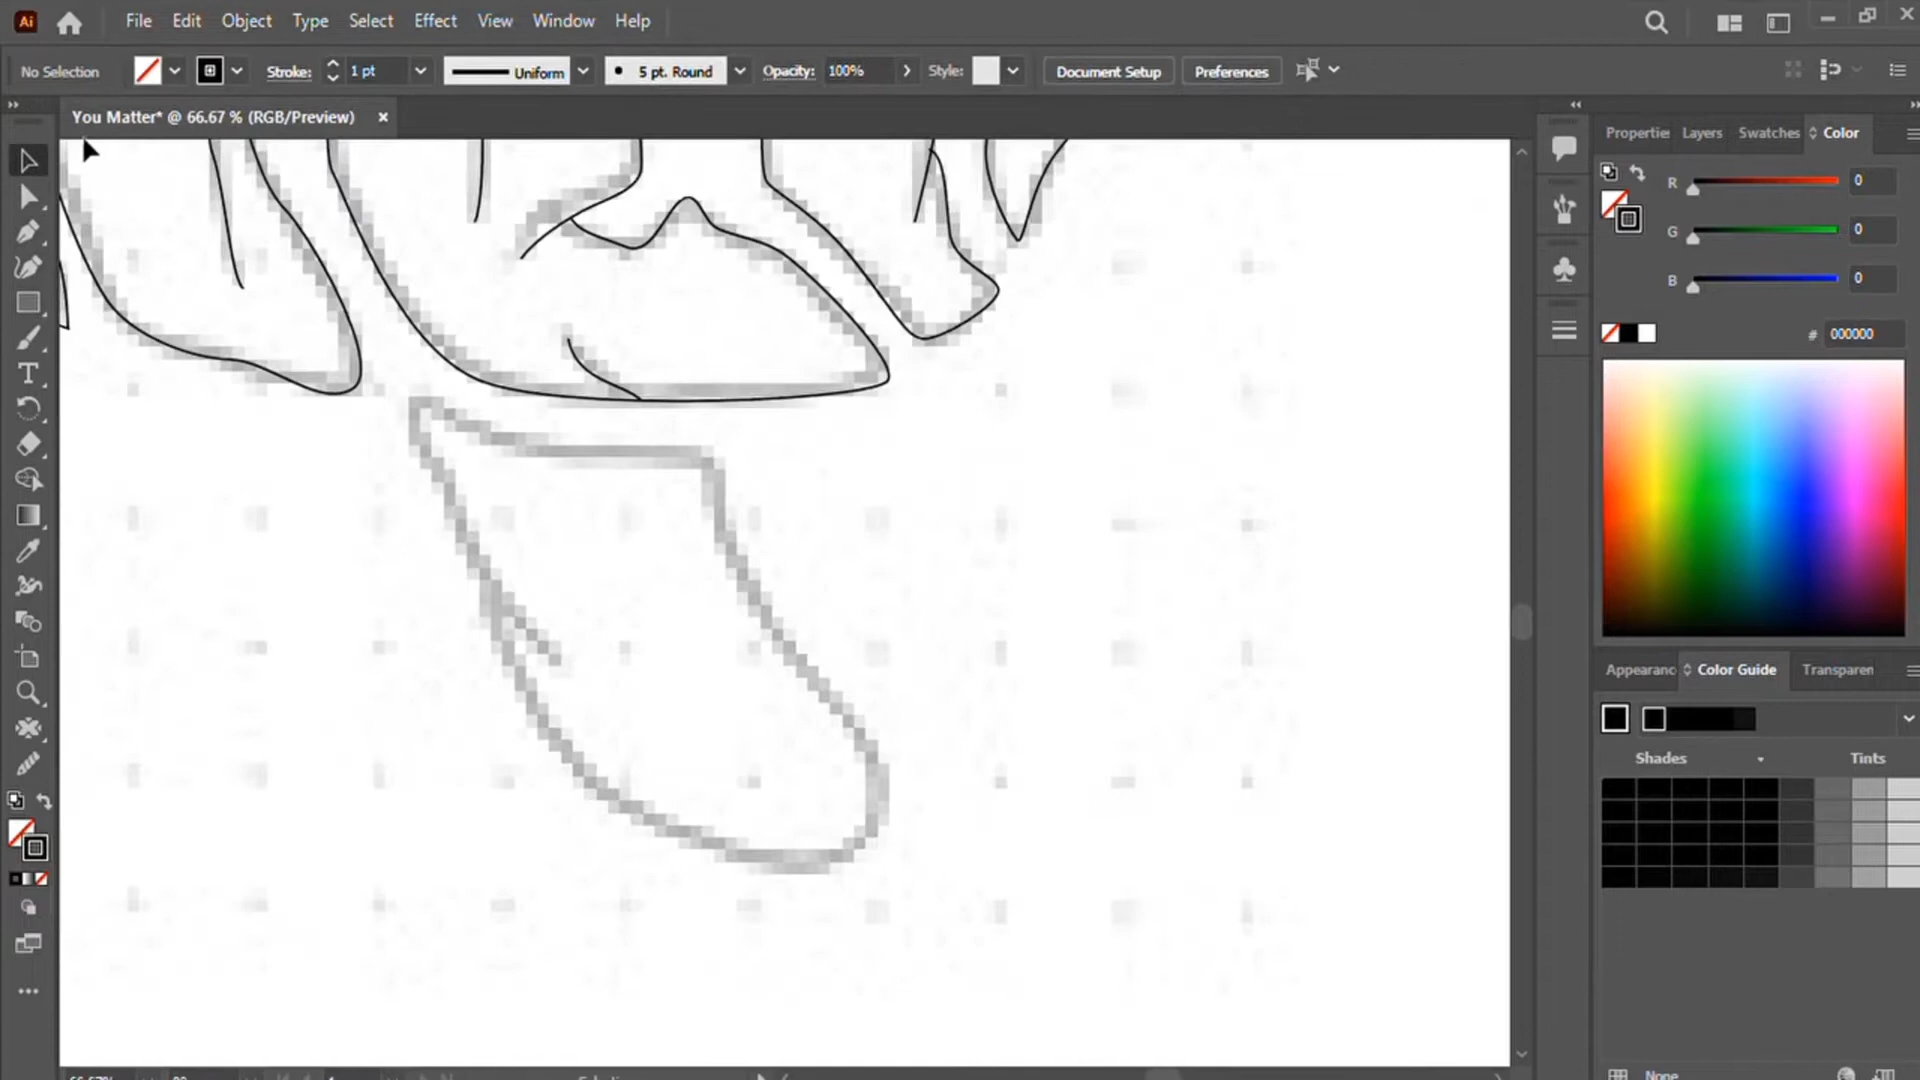 Ai File Edit Object Type Select Effect View Window Help
No Selection Stroke: 1 pt Uniform 5 pt. Round Opacity: 100% Style: Document Setup Preferences
You Matter* @ 66.67 % (RGB/Preview) ×
Propertie Layers Swatches Color
R 0
G 0
B 0
# 000000
Appearanc Color Guide Transparen
Shades Tints
None